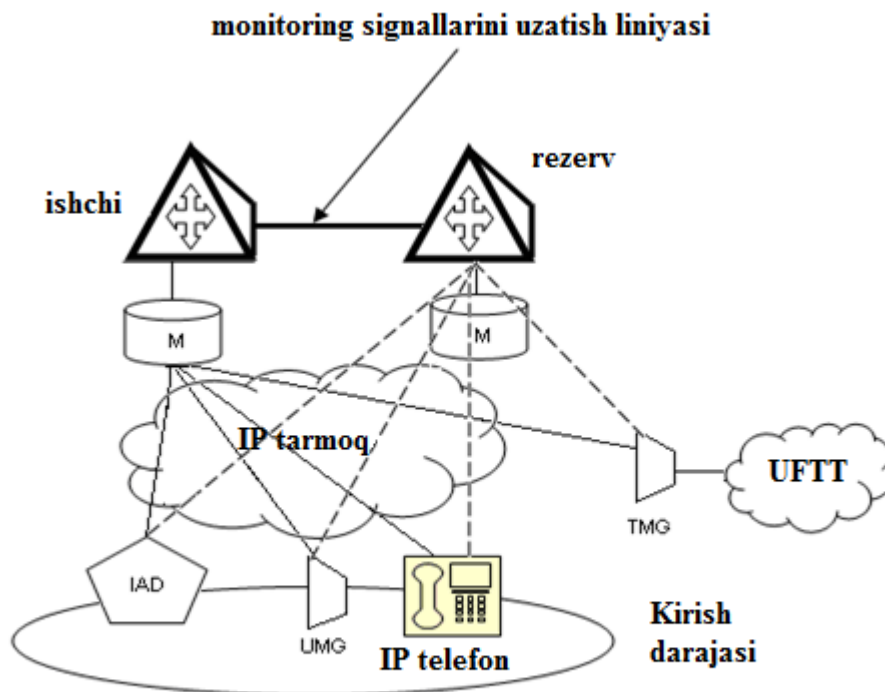 monitoring signallarini uzatish liniyasi
rezerv
ishchi
M
M
IP tarmoq
UFTT
TMG
IAD
UMG
IP telefon
Kirish
darajasi